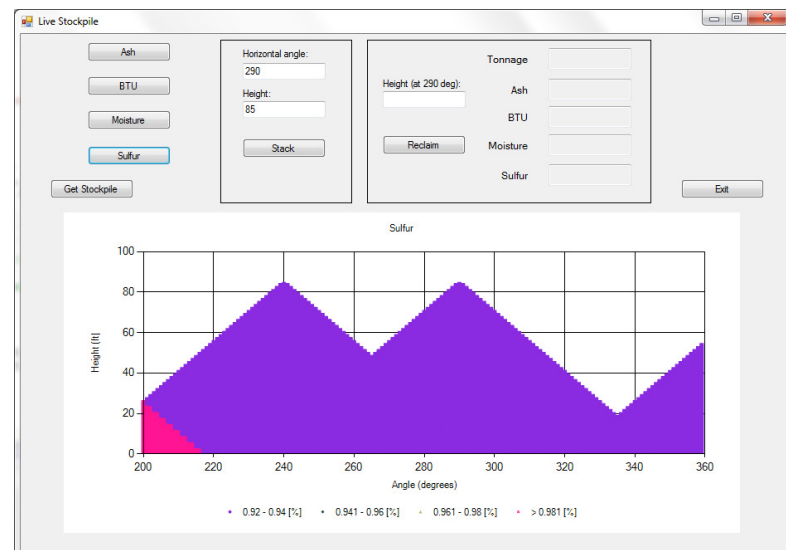 Live Stockpile
Ash
BTU
Moisture
Sulfur
Get Stockpile
Horizontal angle:
290
Height:
85
Stack
Height (at 290 deg):
Reclaim
Tonnage
Ash
BTU
Moisture
Sulfur
Exit
Sulfur
Height (ft)
100
80
60
40
20
0
200 220 240 260 280 300 320 340 360
Angle (degrees)
0.92 - 0.94 [%] 0.941 - 0.96 [%] 0.961 - 0.98 [%] > 0.981 [%]